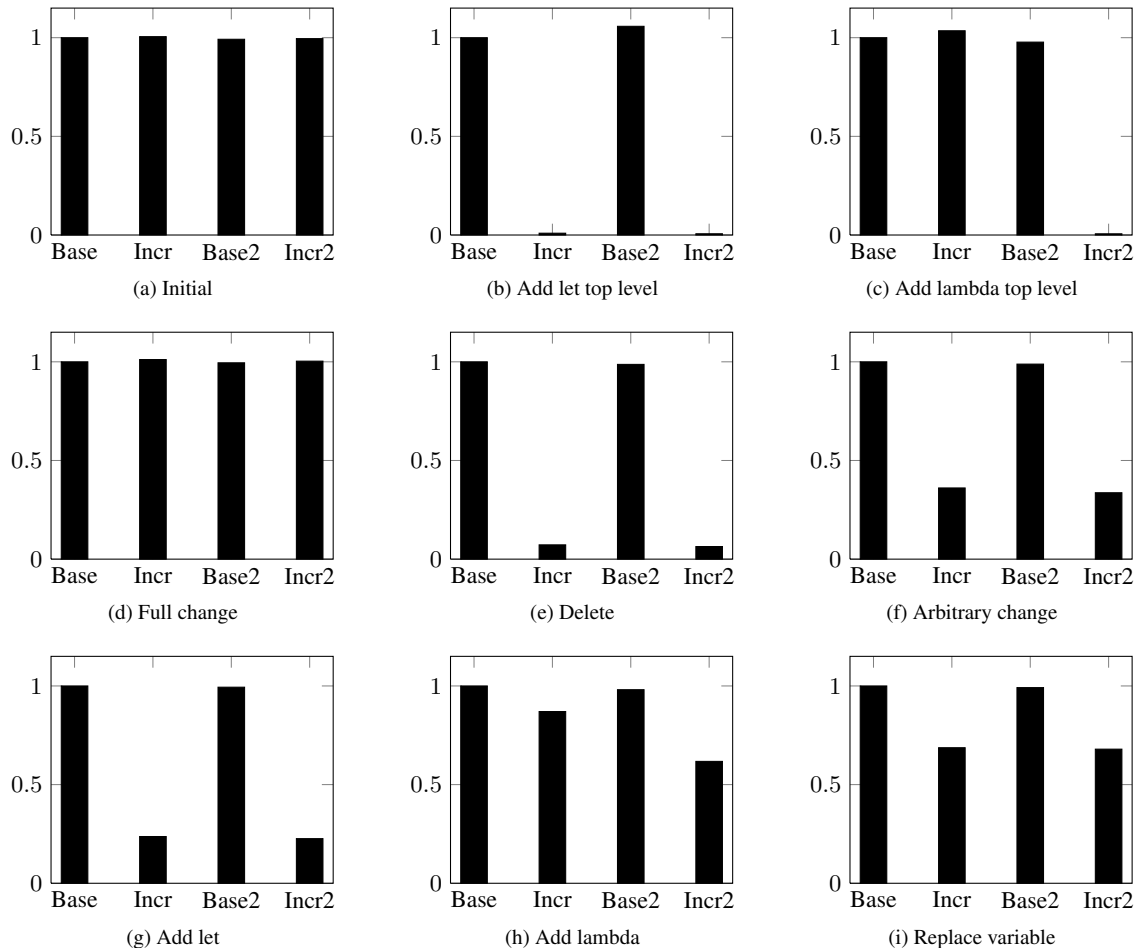 1
0.5
0
Base Incr Base2 Incr2
(a) Initial
1
0.5
0
Base Incr Base2 Incr2
(b) Add let top level
1
0.5
0
Base Incr Base2 Incr2
(c) Add lambda top level
1
0.5
0
Base Incr Base2 Incr2
(d) Full change
1
0.5
0
Base Incr Base2 Incr2
(e) Delete
1
0.5
0
Base Incr Base2 Incr2
(f) Arbitrary change
1
0.5
0
Base Incr Base2 Incr2
(g) Add let
1
0.5
0
Base Incr Base2 Incr2
(h) Add lambda
1
0.5
0
Base Incr Base2 Incr2
(i) Replace variable